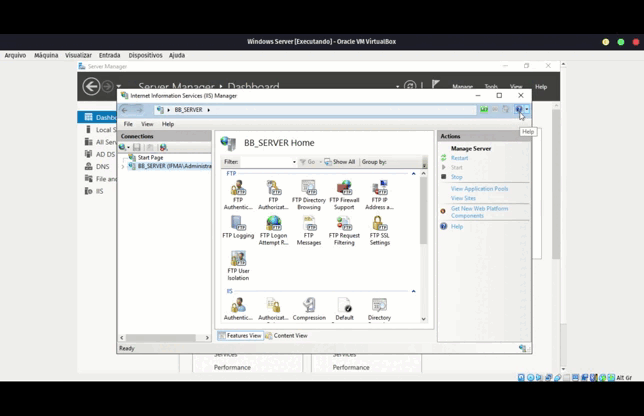 Windows Server [Executando] - Oracle VM VirtualBox
Arquivo Máquina Visualizar Entrada Dispositivos Ajuda
Server Manager
Server Manager Dashboard
Manage Tools View Help
Internet Information Services (IIS) Manager
BB_SERVER
File View Help
Help
Dashbo
Local S
All Serv
AD DS
DNS
File and
IIS
Connections
Start Page
BB_SERVER (IFMA\Administra
BB_SERVER Home
Filter: Go Show All Group by:
FTP
FTP Authentic...
FTP Authorizat...
FTP Directory Browsing
FTP Firewall Support
FTP IP Address a...
FTP Logging
FTP Logon Attempt R...
FTP Messages
FTP Request Filtering
FTP SSL Settings
FTP User Isolation
IIS
Authentic...
Authorizat...
Compression
Default
Directory
Features View Content View
Actions
Manage Server
Restart
Start
Stop
View Application Pools
View Sites
Get New Web Platform
Components
Help
Ready
Services Services
Performance Performance
Alt Gr